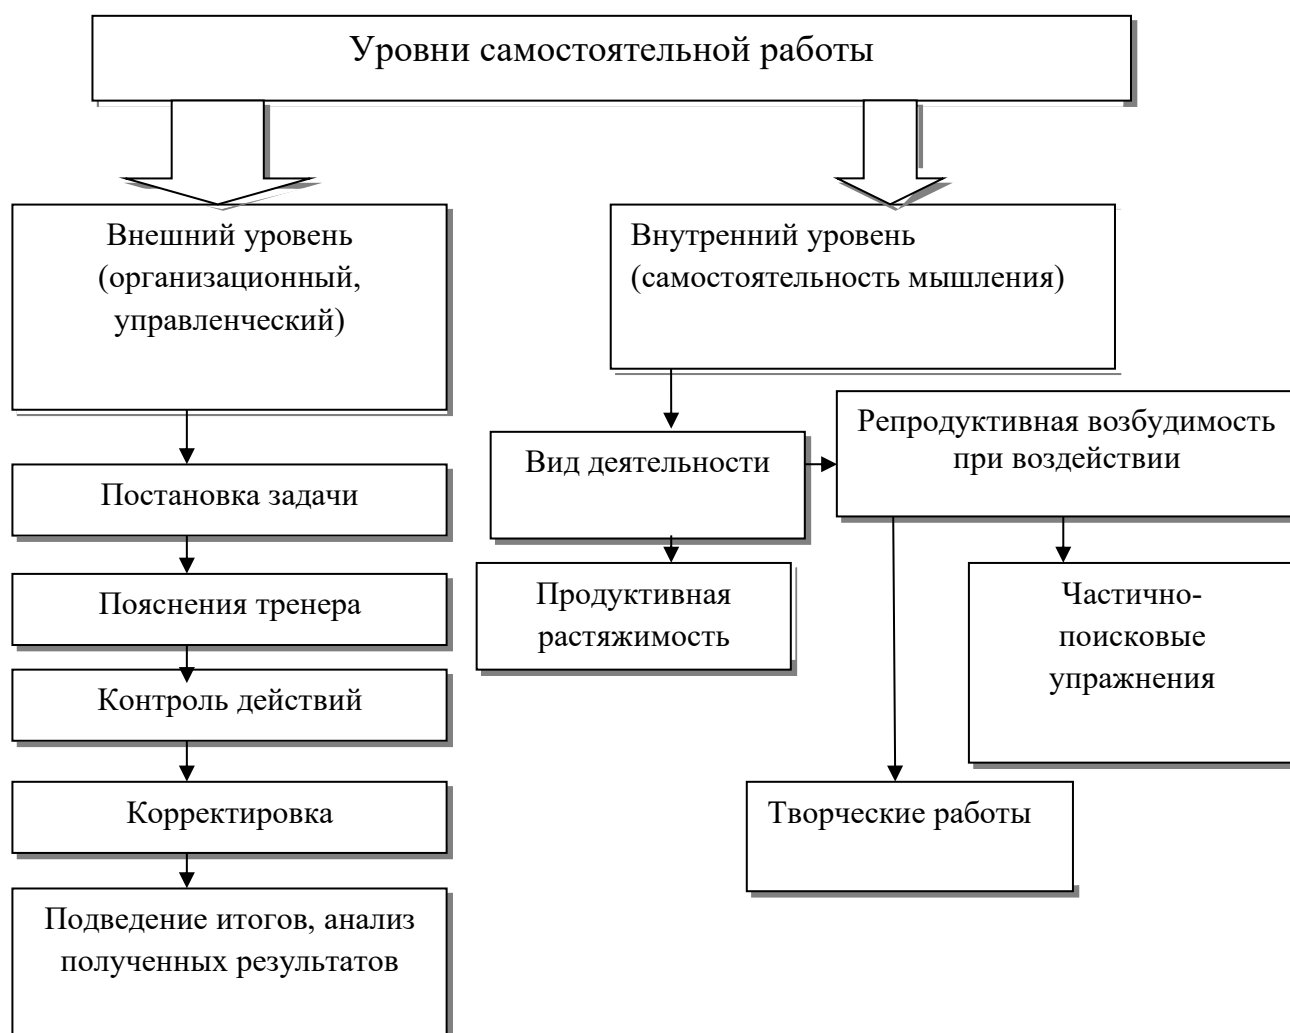 Уровни самостоятельной работы
Внешний уровень
(организационный,
управленческий)
Внутренний уровень
(самостоятельность мышления)
Постановка задачи
Пояснения тренера
Контроль действий
Корректировка
Подведение итогов, анализ
полученных результатов
Вид деятельности
Репродуктивная возбудимость
при воздействии
Продуктивная
растяжимость
Частично-
поисковые
упражнения
Творческие работы